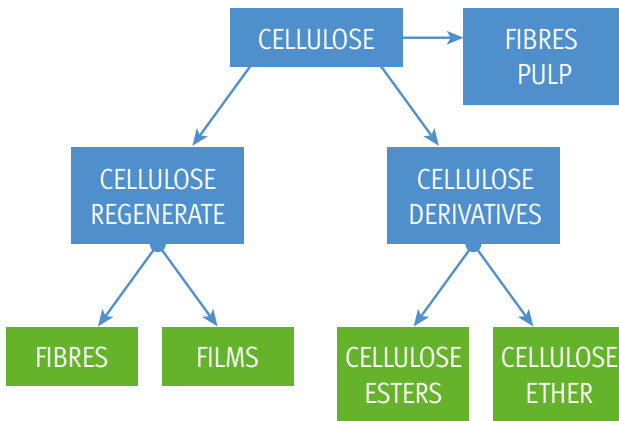 CELLULOSE
FIBRES
PULP
CELLULOSE
REGENERATE
CELLULOSE
DERIVATIVES
FIBRES
FILMS
CELLULOSE
ESTERS
CELLULOSE
ETHER